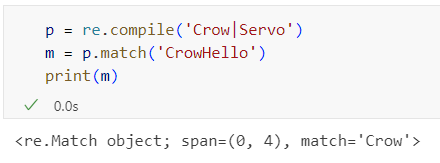 p = re.compile('Crow|Servo')
m = p.match('CrowHello')
print(m)
0.0s
<re.Match object; span=(0, 4), match='Crow'>